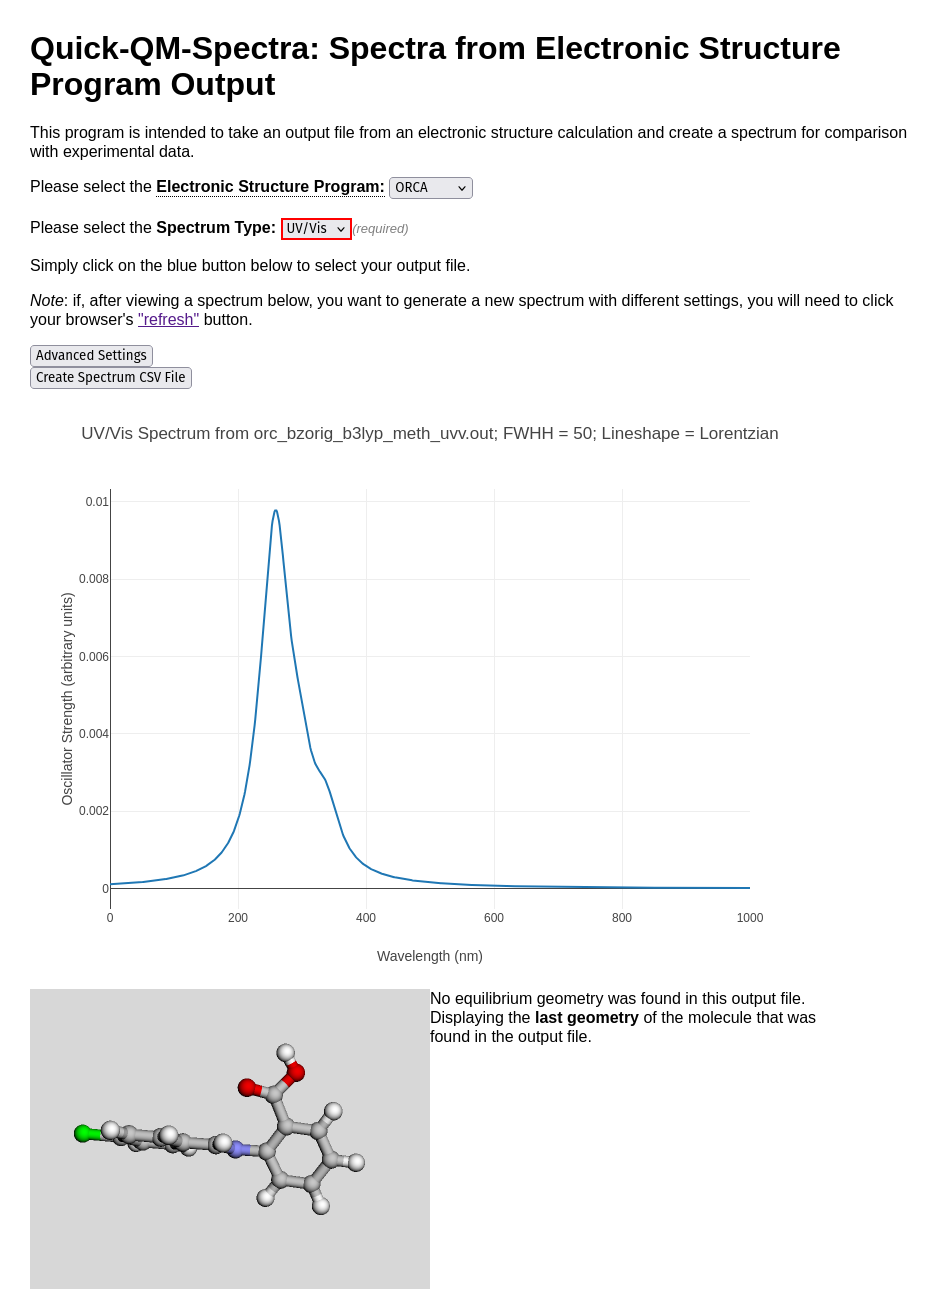 Quick-QM-Spectra: Spectra from Electronic Structure
Program Output
This program is intended to take an output file from an electronic structure calculation and create a spectrum for comparison
with experimental data.
Please select the Electronic Structure Program: ORCA
Please select the Spectrum Type: UV/Vis (required)
Simply click on the blue button below to select your output file.
Note: if, after viewing a spectrum below, you want to generate a new spectrum with different settings, you will need to click
your browser's "refresh" button.
Advanced Settings
Create Spectrum CSV File
UV/Vis Spectrum from orc_bzorig_b3lyp_meth_uvv.out; FWHH = 50; Lineshape = Lorentzian
Oscillator Strength (arbitrary units)
0.01
0.008
0.006
0.004
0.002
0
0 200 400 600 800 1000
Wavelength (nm)
No equilibrium geometry was found in this output file.
Displaying the last geometry of the molecule that was
found in the output file.